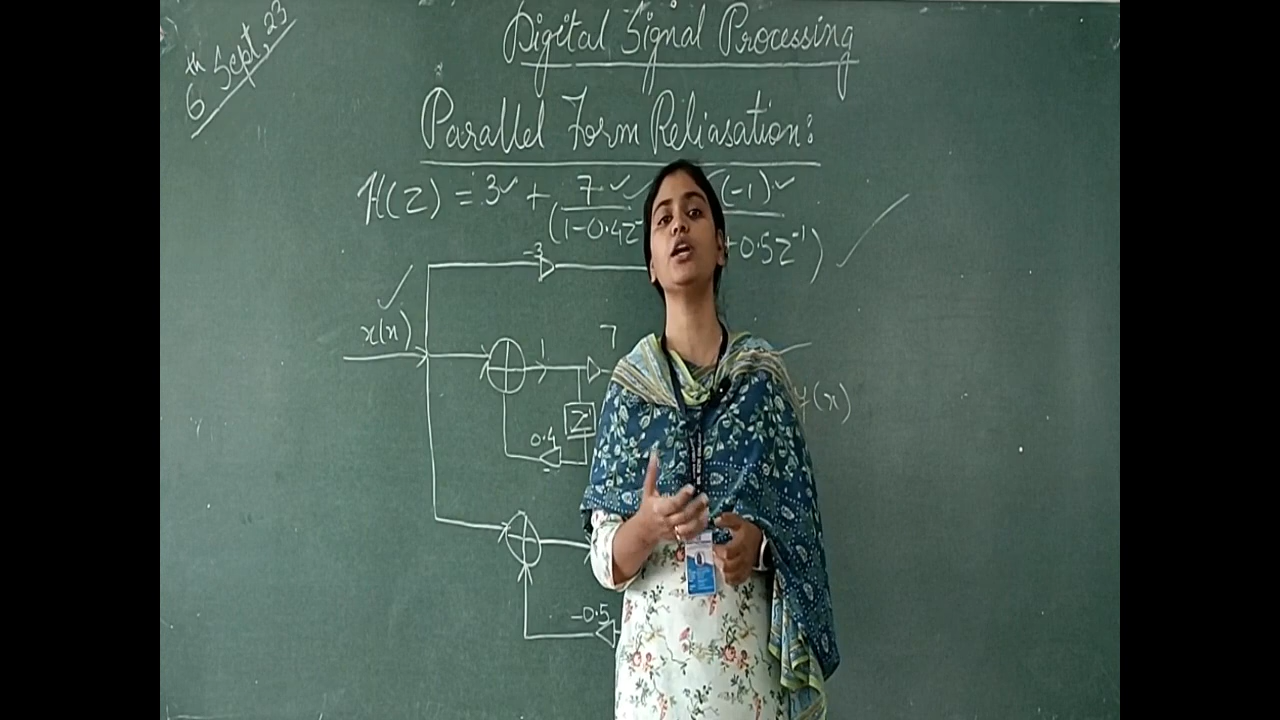 6th Sept, 23
Digital Signal Processing
Parallel Form Reliasation:
H(Z) = 3 + 7 (-1)
(1-0.4Z +0.5Z-1)
-3
x(n)
1
7
Z-1
0.4
y(x)
-0.5